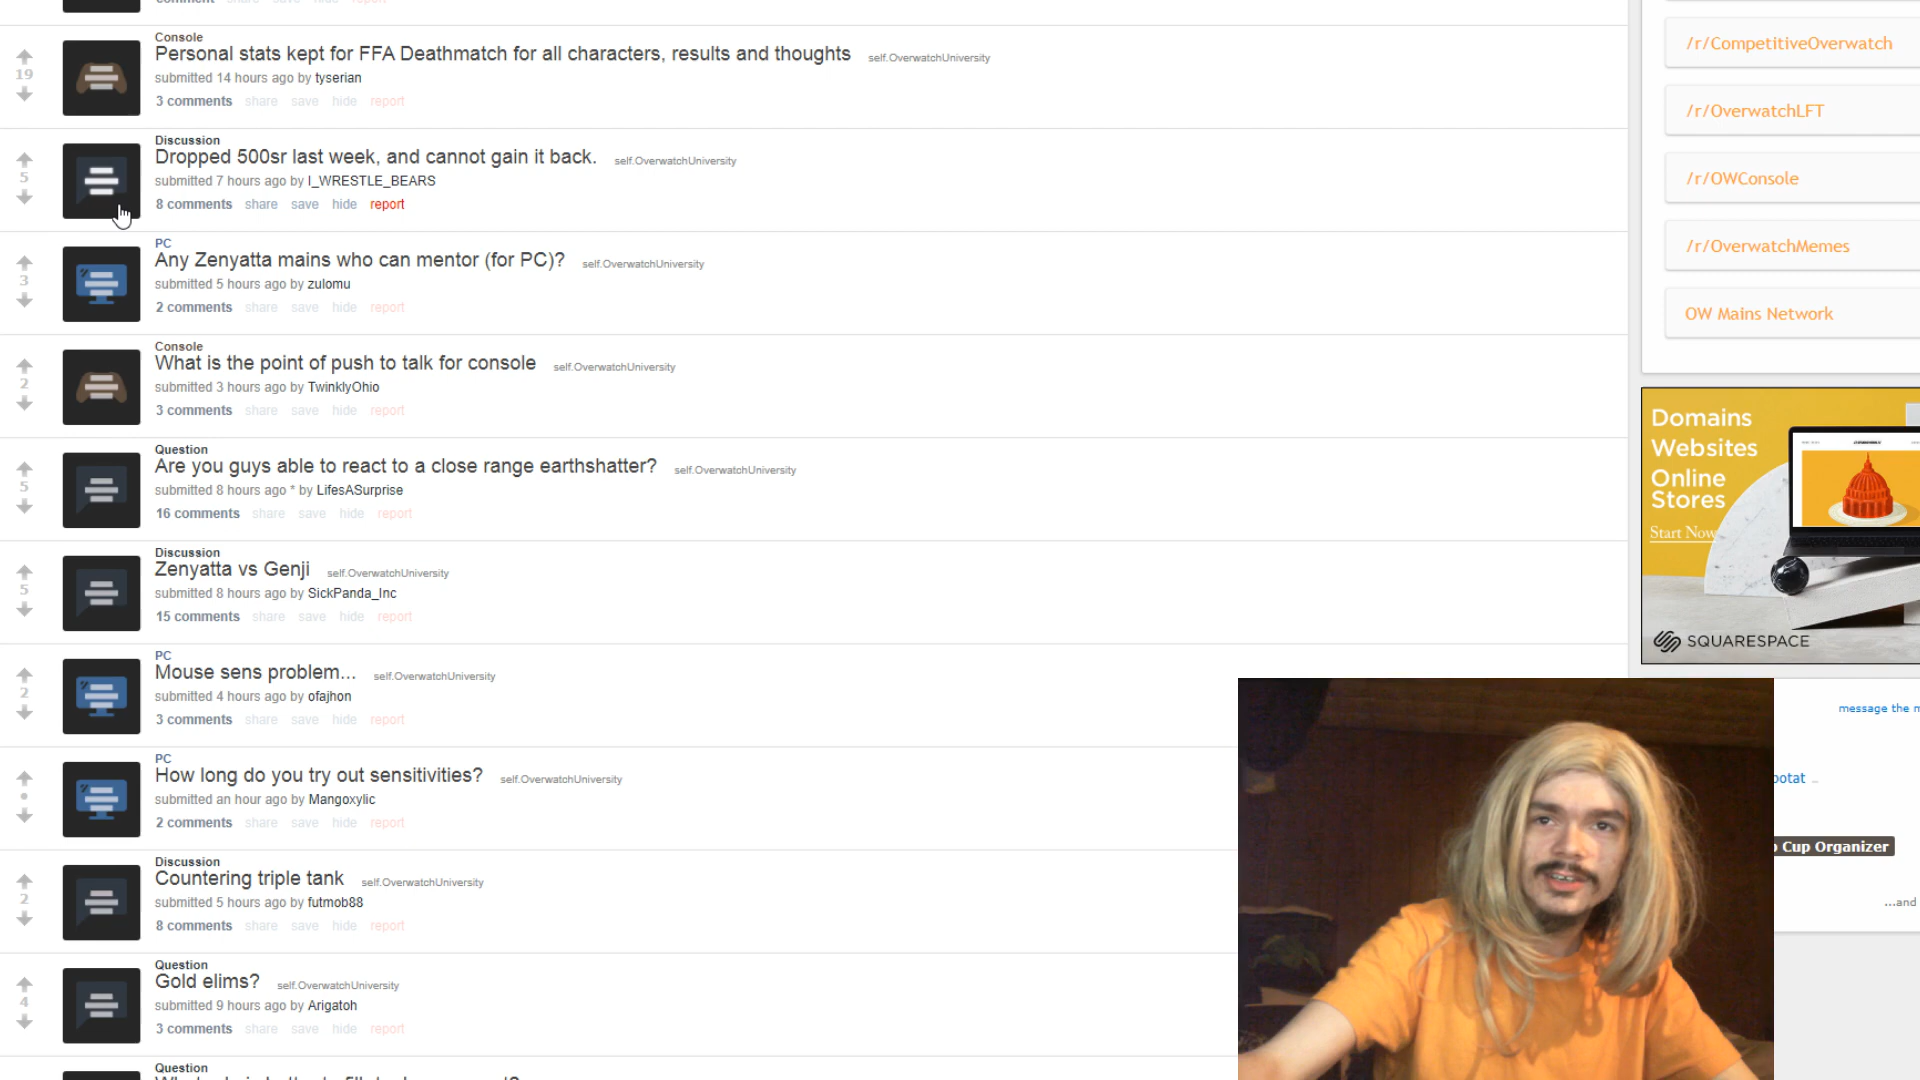 comment share save hide report
Console
Personal stats kept for FFA Deathmatch for all characters, results and thoughts self.OverwatchUniversity
19
submitted 14 hours ago by tyserian
3 comments share save hide report
Discussion
Dropped 500sr last week, and cannot gain it back. self.OverwatchUniversity
5
submitted 7 hours ago by I_WRESTLE_BEARS
8 comments share save hide report
PC
Any Zenyatta mains who can mentor (for PC)? self.OverwatchUniversity
3
submitted 5 hours ago by zulomu
2 comments share save hide report
Console
What is the point of push to talk for console self.OverwatchUniversity
2
submitted 3 hours ago by TwinklyOhio
3 comments share save hide report
Question
Are you guys able to react to a close range earthshatter? self.OverwatchUniversity
5
submitted 8 hours ago * by LifesASurprise
16 comments share save hide report
Discussion
Zenyatta vs Genji self.OverwatchUniversity
5
submitted 8 hours ago by SickPanda_Inc
15 comments share save hide report
PC
Mouse sens problem... self.OverwatchUniversity
2
submitted 4 hours ago by ofajhon
3 comments share save hide report
PC
How long do you try out sensitivities? self.OverwatchUniversity
•
submitted an hour ago by Mangoxylic
2 comments share save hide report
Discussion
Countering triple tank self.OverwatchUniversity
2
submitted 5 hours ago by futmob88
8 comments share save hide report
Question
Gold elims? self.OverwatchUniversity
4
submitted 9 hours ago by Arigatoh
3 comments share save hide report
Question
/r/CompetitiveOverwatch
/r/OverwatchLFT
/r/OWConsole
/r/OverwatchMemes
OW Mains Network
Domains
Websites
Online
Stores
Start Now
SQUARESPACE
message the m
potat
Cup Organizer
...and